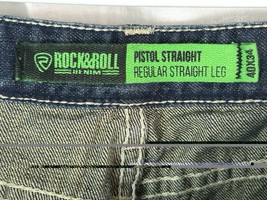 ROCK&ROLL
DENIM
PISTOL STRAIGHT
REGULAR STRAIGHT LEG
40X34